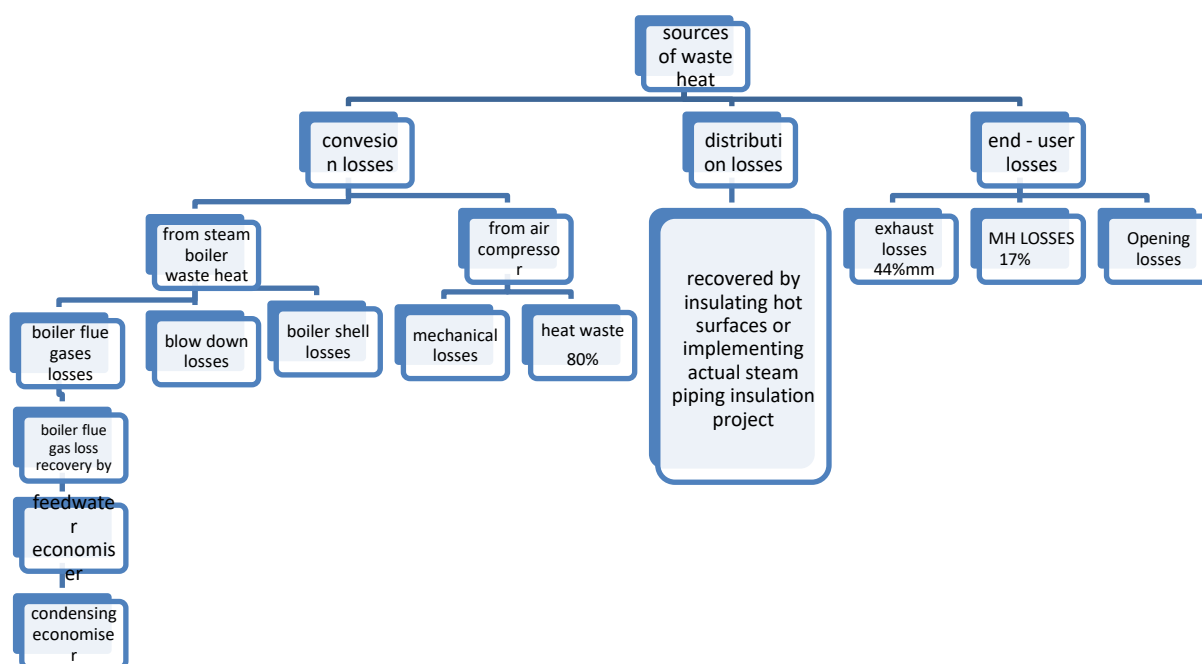 sources
of waste
heat
convesio
n losses
distributi
on losses
end - user
losses
from steam
boiler
waste heat
from air
compresso
r
exhaust
losses
44%mm
MH LOSSES
17%
Opening
losses
boiler flue
gases
losses
blow down
losses
boiler shell
losses
mechanical
losses
heat waste
80%
recovered by
insulating hot
surfaces or
implementing
actual steam
piping insulation
project
boiler flue
gas loss
recovery by
feedwate
r
economis
er
condensing
economise
r